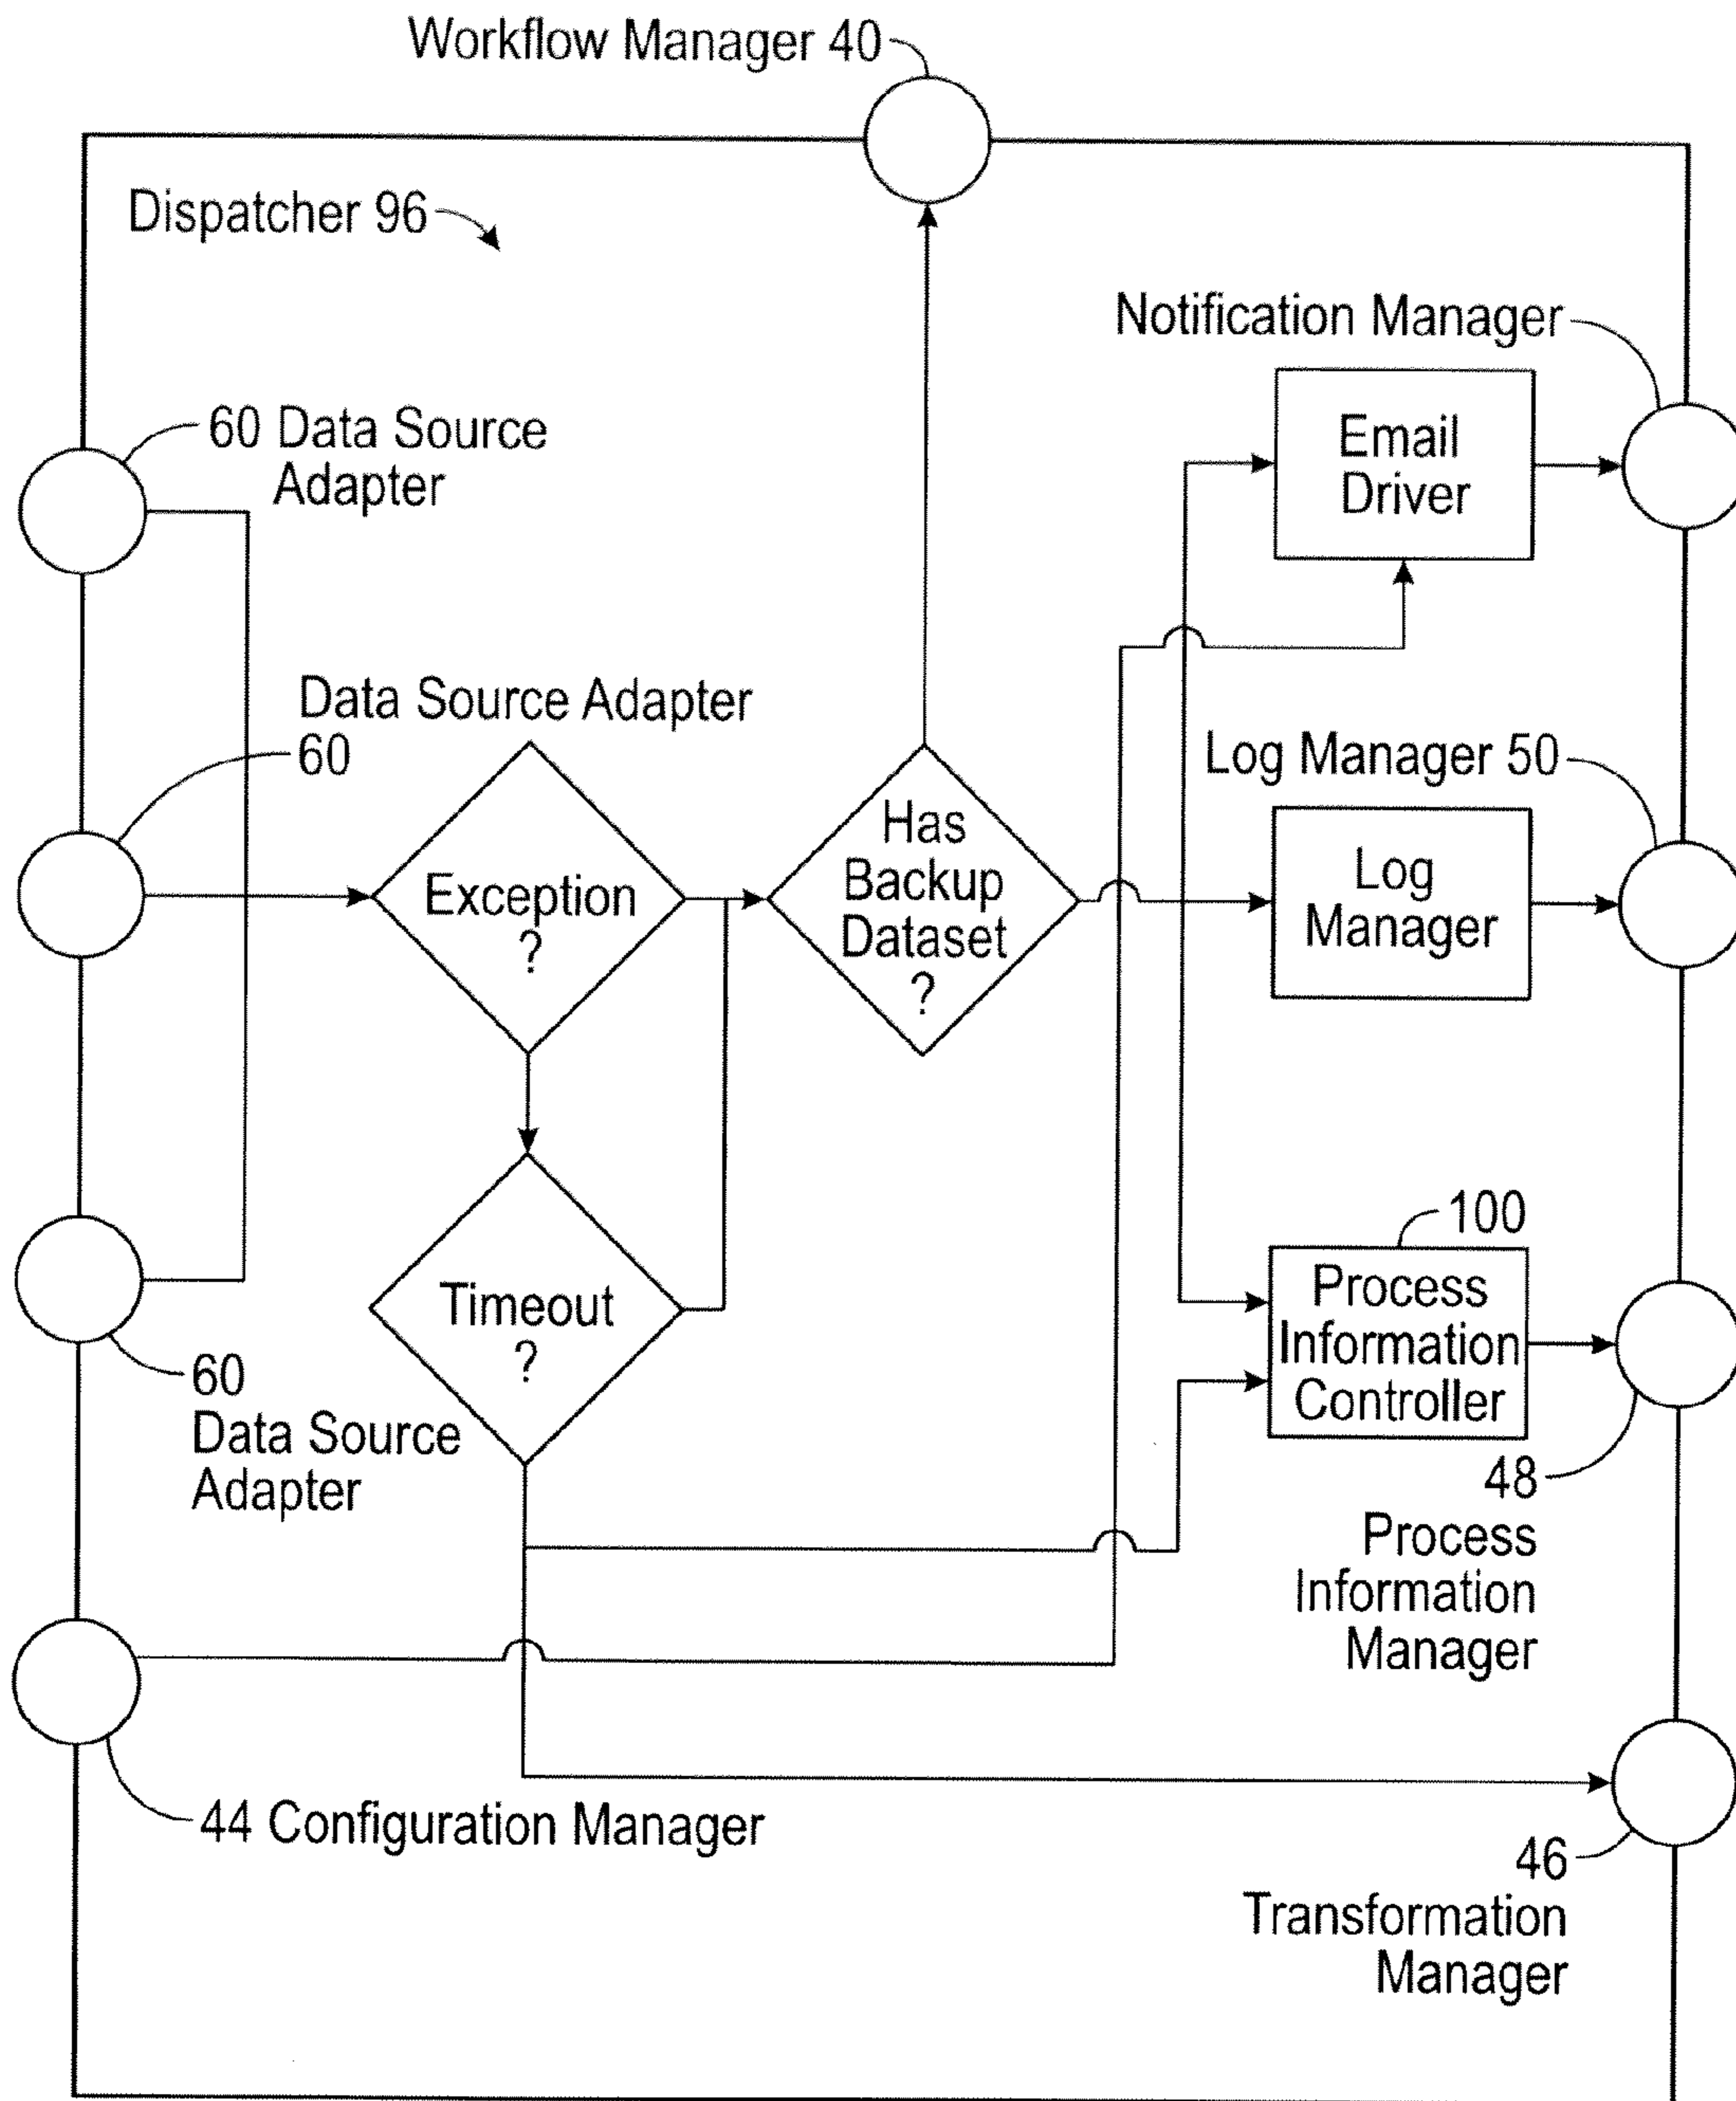 Workflow Manager 40
Dispatcher 96
Notification Manager
60 Data Source
Adapter
Email
Driver
Data Source Adapter
60
Log Manager 50
Exception
?
Has
Backup
Dataset
?
Log
Manager
100
Process
Information
Controller
Timeout
?
60
Data Source
Adapter
48
Process
Information
Manager
44 Configuration Manager
46
Transformation
Manager